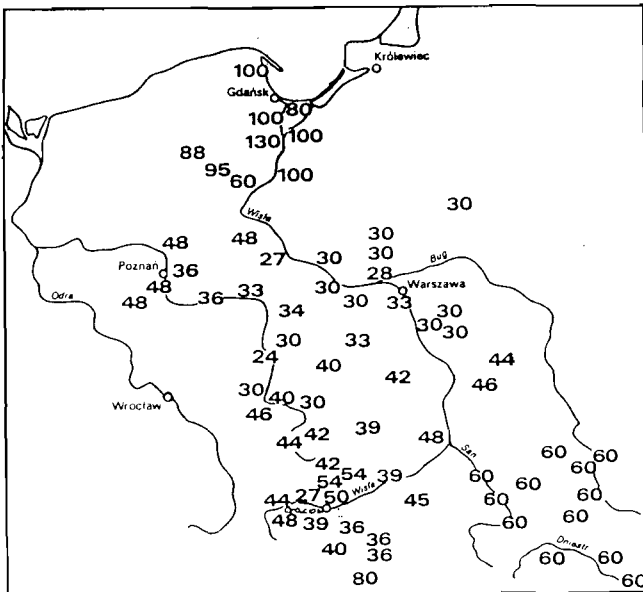 Królewiec
100
Gdańsk
80
100
130 100
88
95
60 100
30
Wisła
48 48 30
27 30 30 Bug
Poznań 36 28
48 30 Warszawa
48 36 33 30 33
Odra 34 30
30 30
30 33
24 40 44
42 46
30 40 30
Wrocław 46
39
44 42 48
San
42 60 60
54 54 39 60 60
44 27 50 Wisła 45 60 60
48 39 36 60 60
40 36 Dniestr
36 60 60
80 60